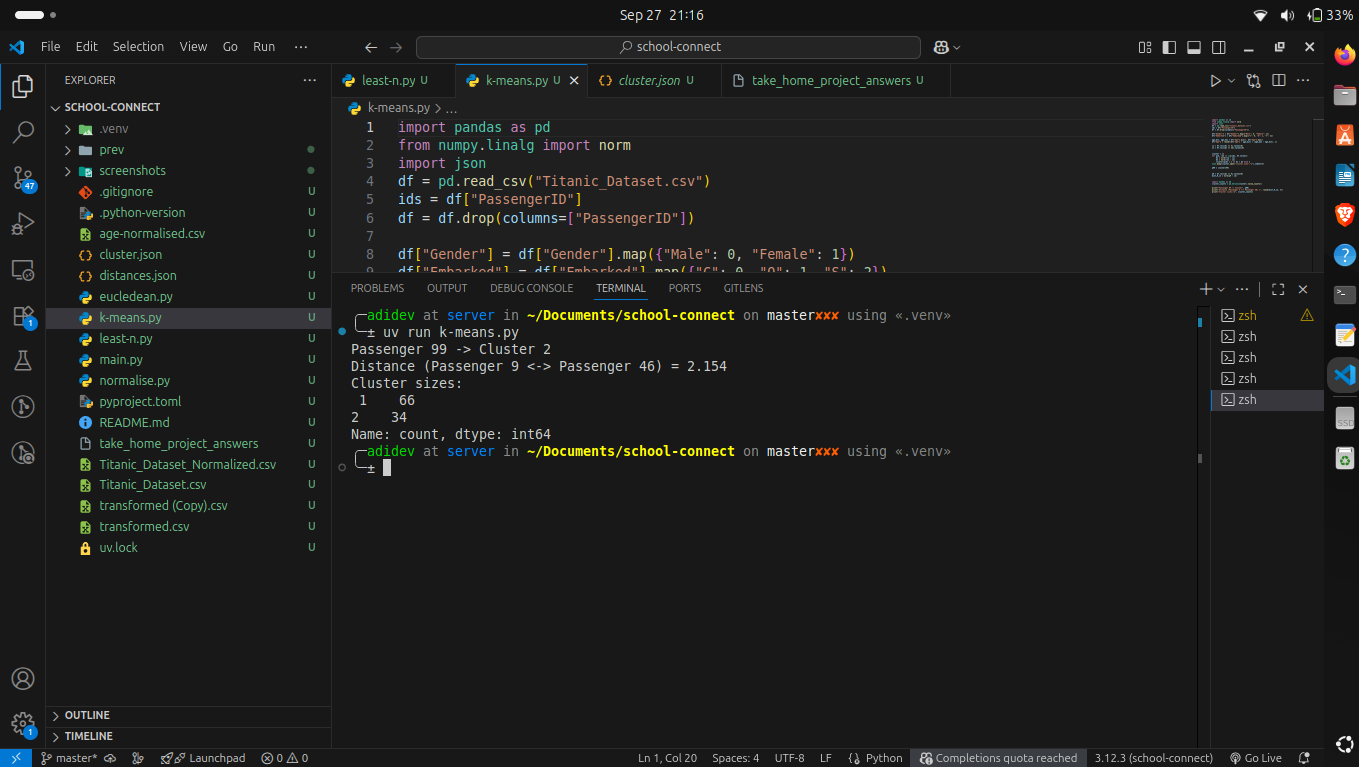 Sep 27 21:16
33%
File Edit Selection View Go Run ···
school-connect
EXPLORER
SCHOOL-CONNECT
.venv
prev
screenshots
.gitignore U
.python-version U
age-normalised.csv U
cluster.json U
distances.json U
eucledean.py U
k-means.py U
least-n.py U
main.py U
normalise.py U
pyproject.toml U
README.md U
take_home_project_answers U
Titanic_Dataset_Normalized.csv U
Titanic_Dataset.csv U
transformed (Copy).csv U
transformed.csv U
uv.lock U
OUTLINE
TIMELINE
47
1
1
least-n.py U
k-means.py U
cluster.json U
take_home_project_answers U
k-means.py > ...
1 import pandas as pd
2 from numpy.linalg import norm
3 import json
4 df = pd.read_csv("Titanic_Dataset.csv")
5 ids = df["PassengerID"]
6 df = df.drop(columns=["PassengerID"])
7
8 df["Gender"] = df["Gender"].map({"Male": 0, "Female": 1})
9 df["Embarked"] = df["Embarked"].map({"C": 0, "Q": 1, "S": 2})
PROBLEMS OUTPUT DEBUG CONSOLE TERMINAL PORTS GITLENS
adidev at server in ~/Documents/school-connect on master✘✘✘ using «.venv»
± uv run k-means.py
Passenger 99 -> Cluster 2
Distance (Passenger 9 <-> Passenger 46) = 2.154
Cluster sizes:
1 66
2 34
Name: count, dtype: int64
adidev at server in ~/Documents/school-connect on master✘✘✘ using «.venv»
±
zsh
zsh
zsh
zsh
zsh
SSD
master* Launchpad 0 0 Ln 1, Col 20 Spaces: 4 UTF-8 LF Python Completions quota reached 3.12.3 (school-connect) Go Live